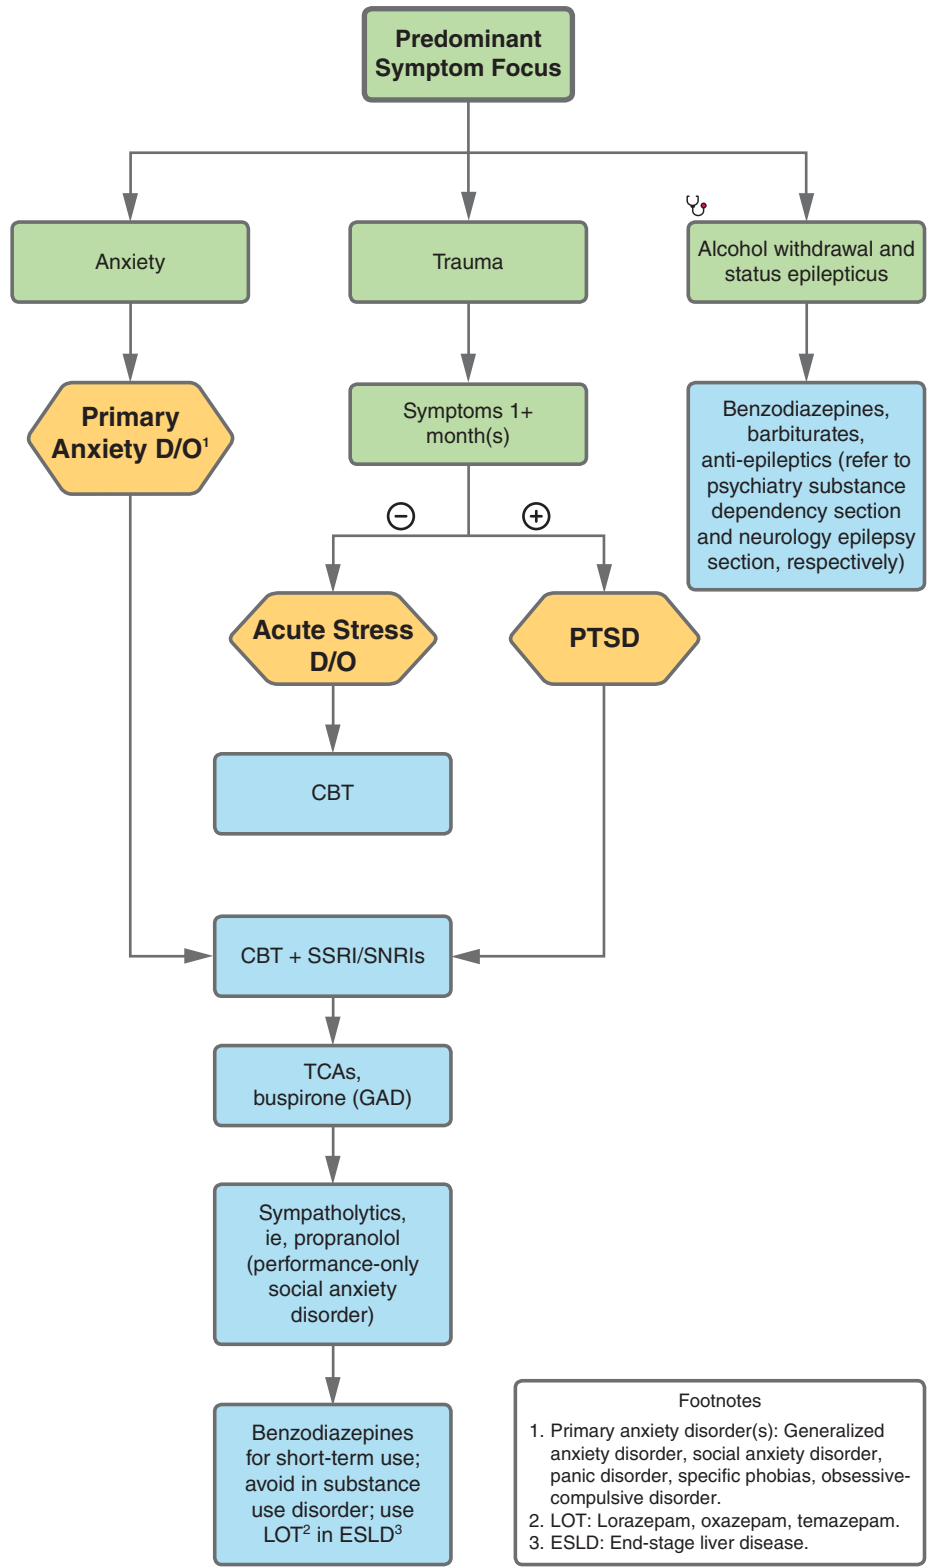 Predominant
Symptom Focus
Anxiety
Trauma
Alcohol withdrawal and
status epilepticus
Primary
Anxiety D/O¹
Symptoms 1+
month(s)
Benzodiazepines,
barbiturates,
anti-epileptics (refer to
psychiatry substance
dependency section
and neurology epilepsy
section, respectively)
−
+
Acute Stress
D/O
PTSD
CBT
CBT + SSRI/SNRIs
TCAs,
buspirone (GAD)
Sympatholytics,
ie, propranolol
(performance-only
social anxiety
disorder)
Benzodiazepines
for short-term use;
avoid in substance
use disorder; use
LOT² in ESLD³
Footnotes
1. Primary anxiety disorder(s): Generalized
anxiety disorder, social anxiety disorder,
panic disorder, specific phobias, obsessive-
compulsive disorder.
2. LOT: Lorazepam, oxazepam, temazepam.
3. ESLD: End-stage liver disease.